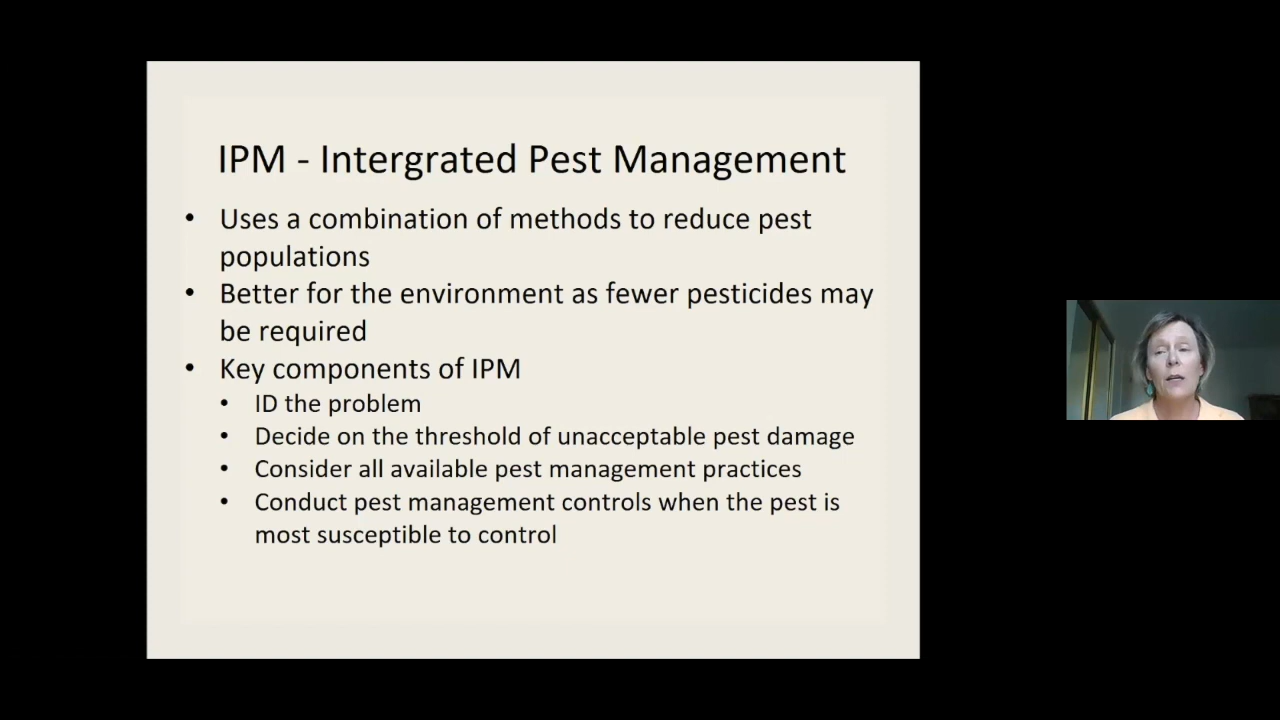 IPM - Intergrated Pest Management
• Uses a combination of methods to reduce pest
populations
• Better for the environment as fewer pesticides may
be required
• Key components of IPM
• ID the problem
• Decide on the threshold of unacceptable pest damage
• Consider all available pest management practices
• Conduct pest management controls when the pest is
most susceptible to control